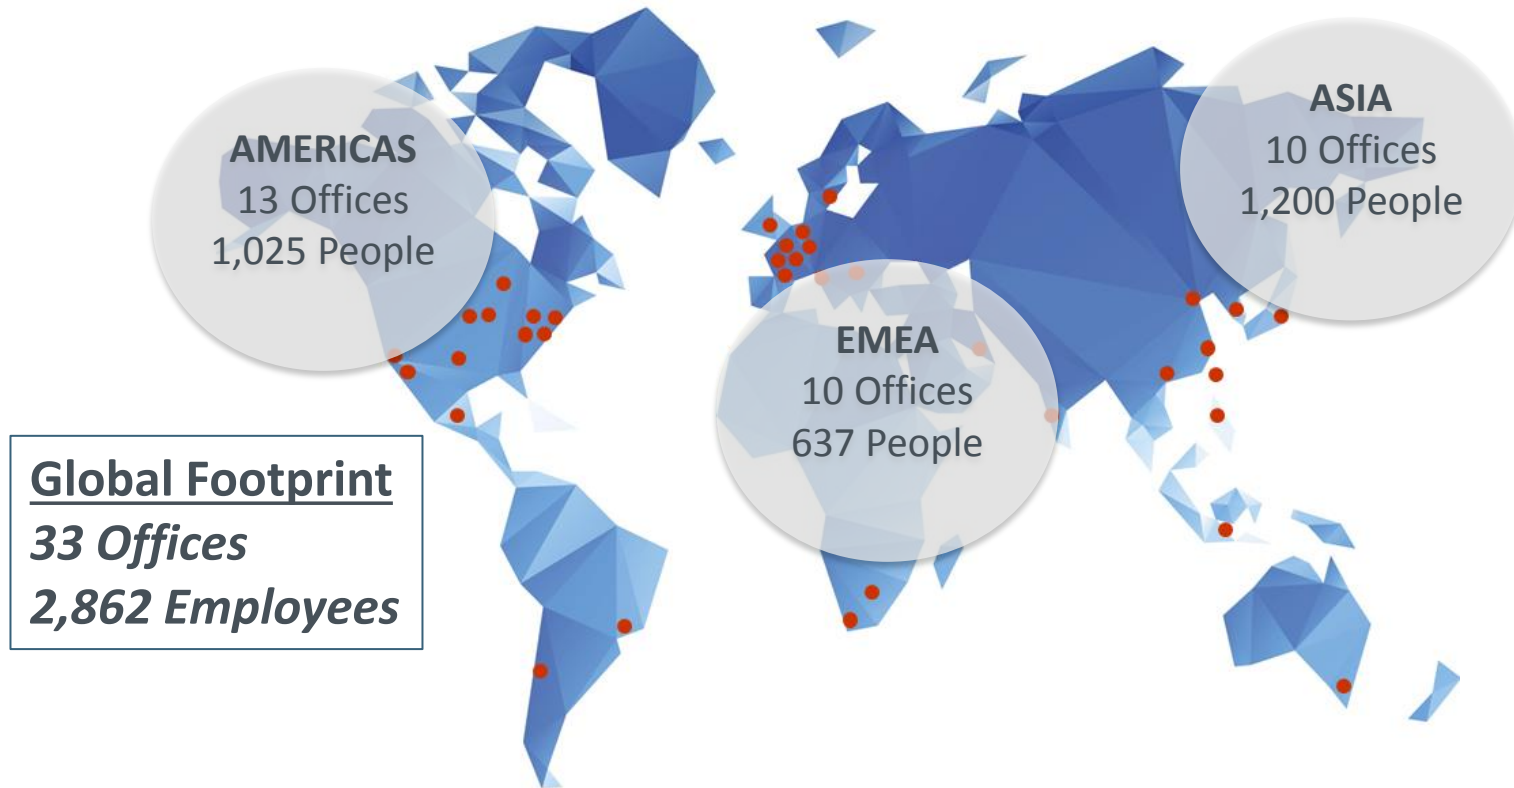 AMERICAS
13 Offices
1,025 People
ASIA
10 Offices
1,200 People
EMEA
10 Offices
637 People
Global Footprint
33 Offices
2,862 Employees